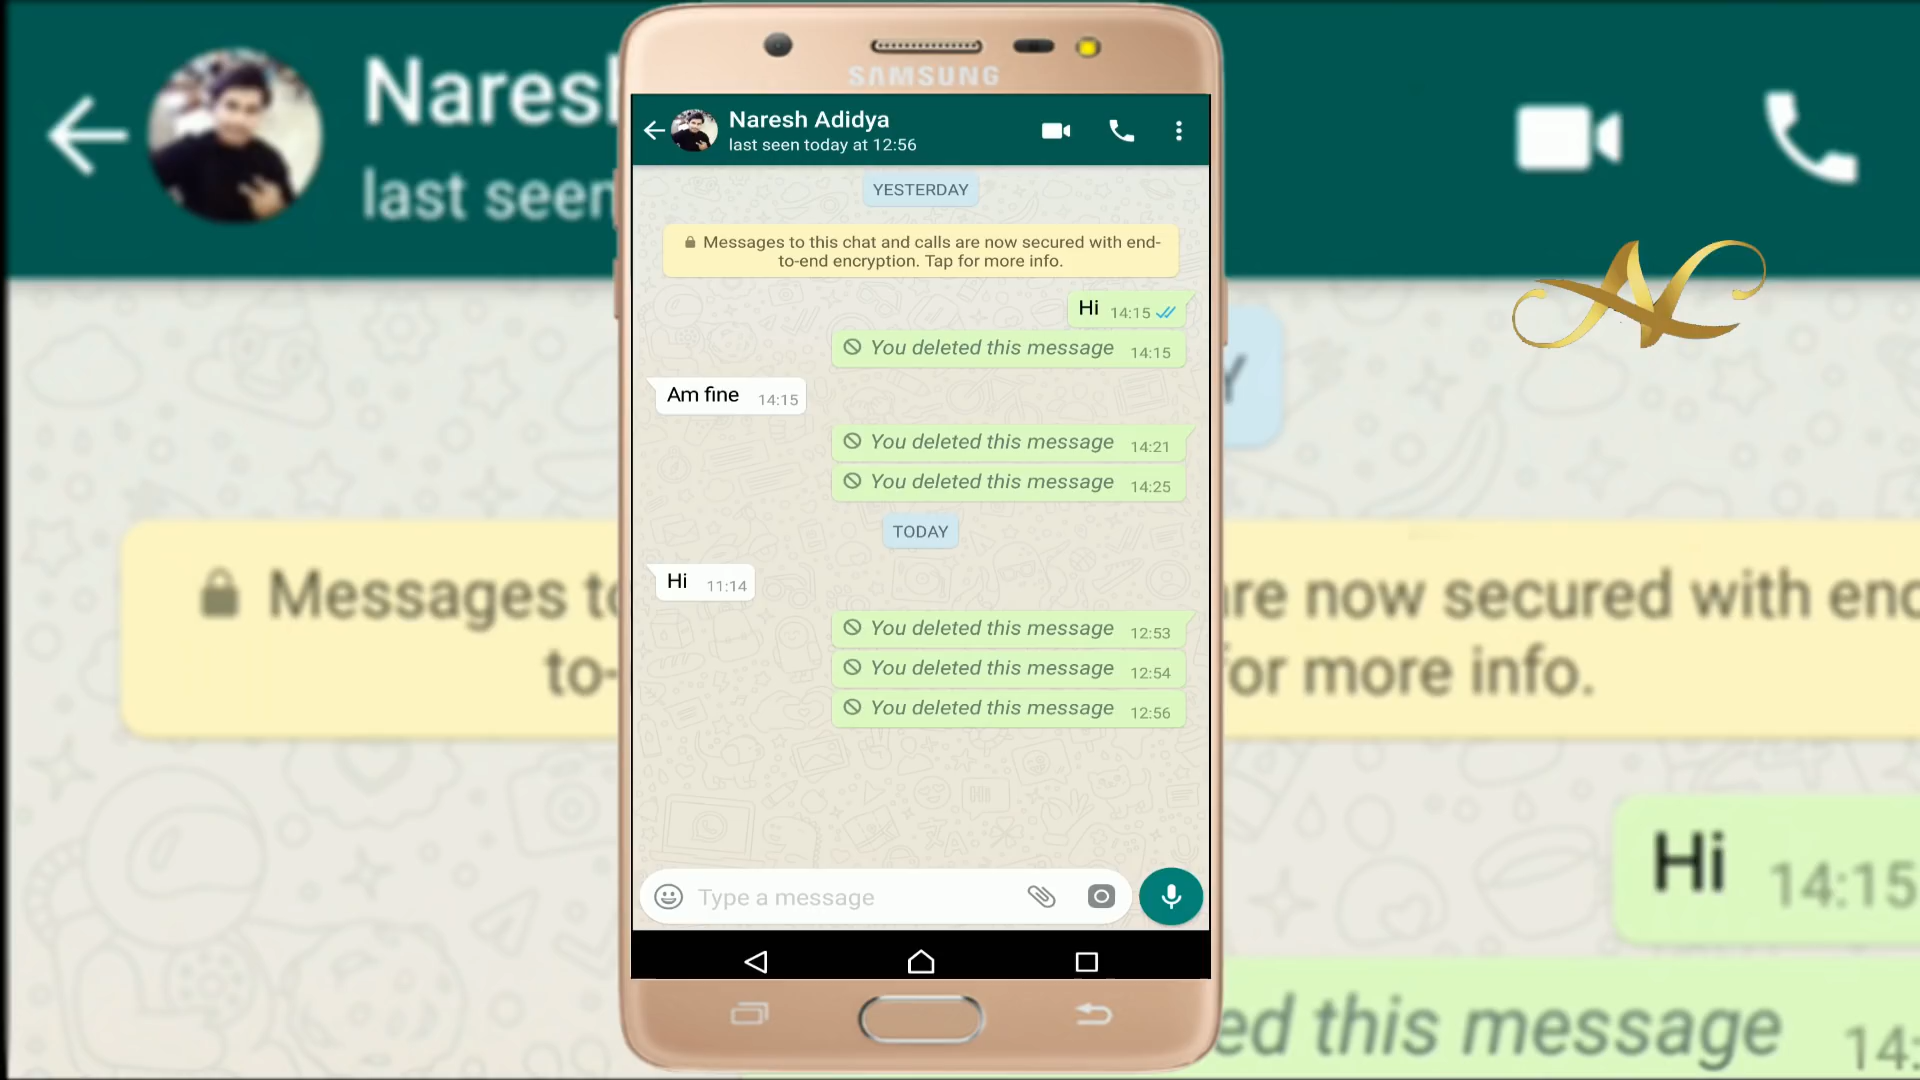 SAMSUNG
Naresh Adidya
last seen today at 12:56
YESTERDAY
Messages to this chat and calls are now secured with end-
to-end encryption. Tap for more info.
Hi 14:15
You deleted this message 14:15
Am fine 14:15
You deleted this message 14:21
You deleted this message 14:25
TODAY
Hi 11:14
You deleted this message 12:53
You deleted this message 12:54
You deleted this message 12:56
Type a message
Naresh
last seen
Y
Messages to
are now secured with end
to-
for more info.
Hi 14:15
ed this message 14:
AC